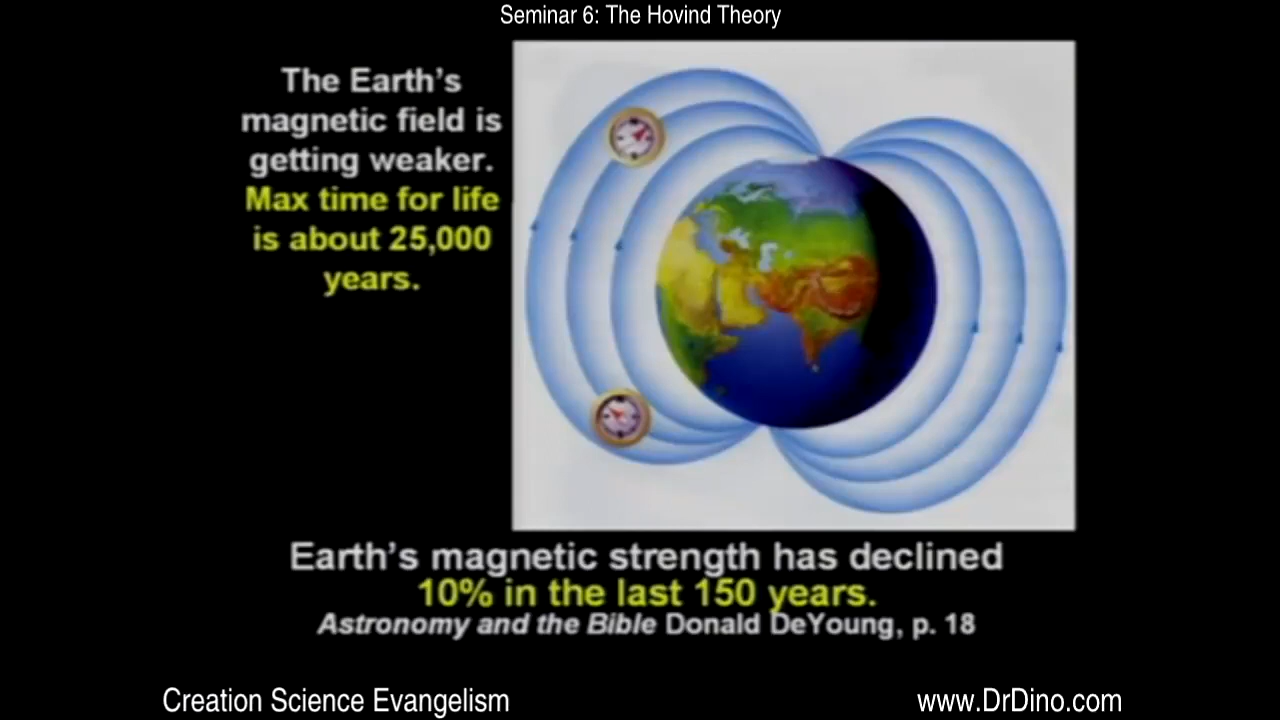 Seminar 6: The Hovind Theory
The Earth's
magnetic field is
getting weaker.
Max time for life
is about 25,000
years.
Earth's magnetic strength has declined
10% in the last 150 years.
Astronomy and the Bible Donald DeYoung, p. 18
Creation Science Evangelism
www.DrDino.com